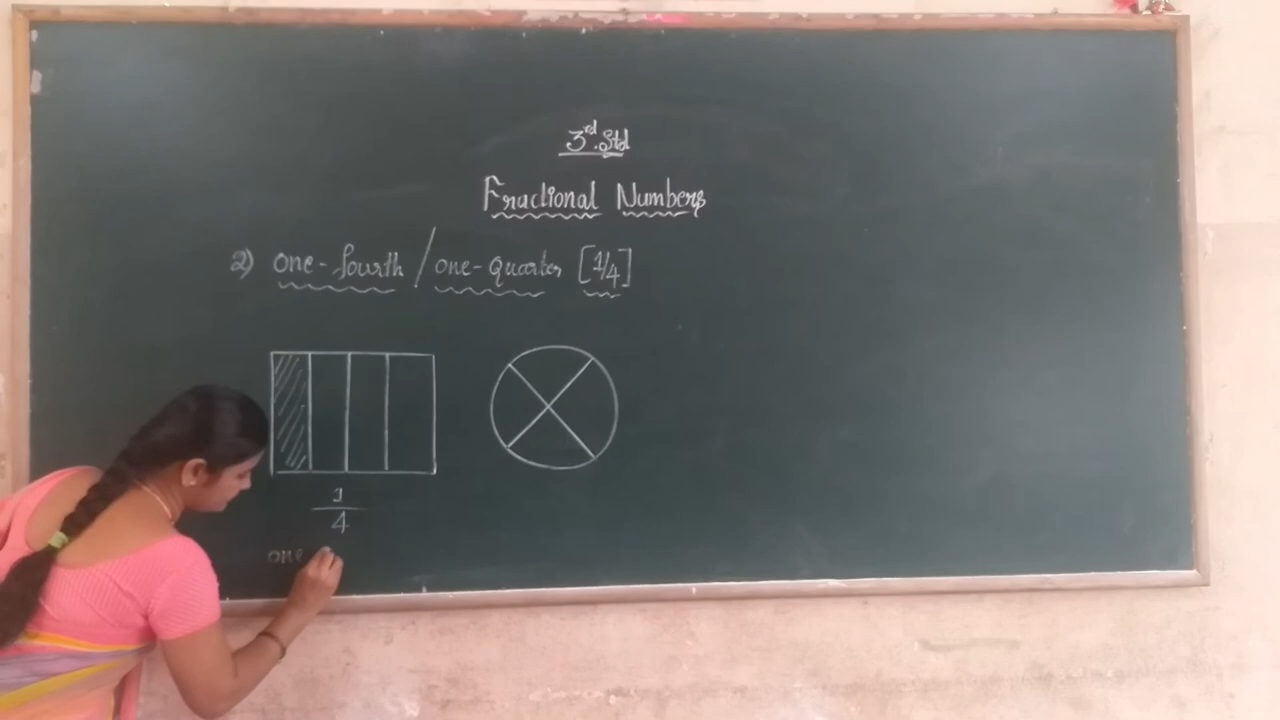 3rd.Std
Fractional Numbers
2) one-fourth / one-quarter [1/4]
1
4
one